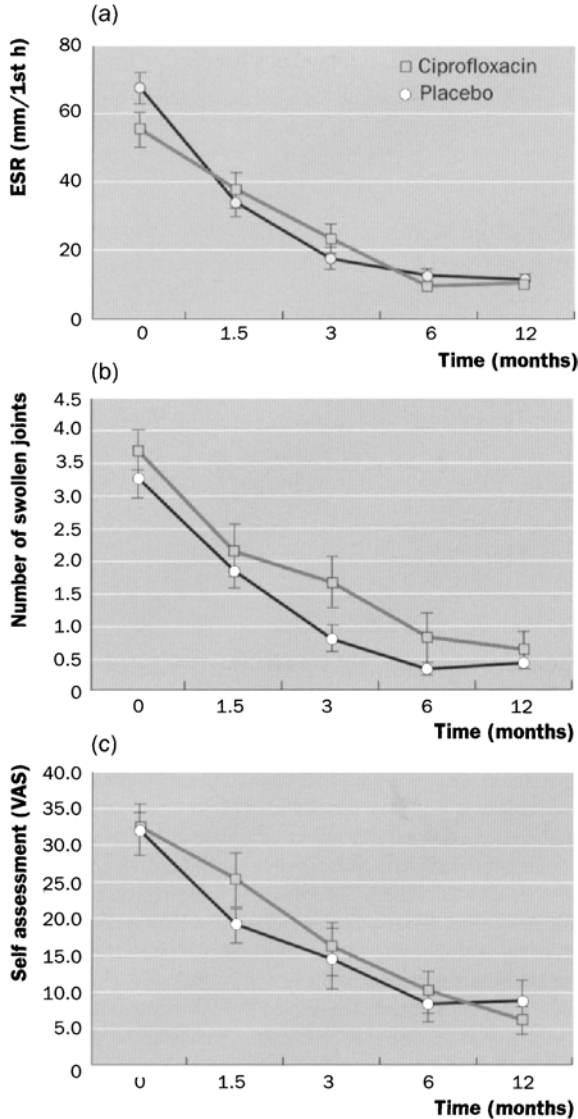 (a)
ESR (mm/1st h)
80
60
40
20
0
Ciprofloxacin
Placebo
0 1.5 3 6 12
Time (months)
(b)
Number of swollen joints
4.5
4.0
3.5
3.0
2.5
2.0
1.5
1.0
0.5
0
0 1.5 3 6 12
Time (months)
(c)
Self assessment (VAS)
40.0
35.0
30.0
25.0
20.0
15.0
10.0
5.0
0
0 1.5 3 6 12
Time (months)